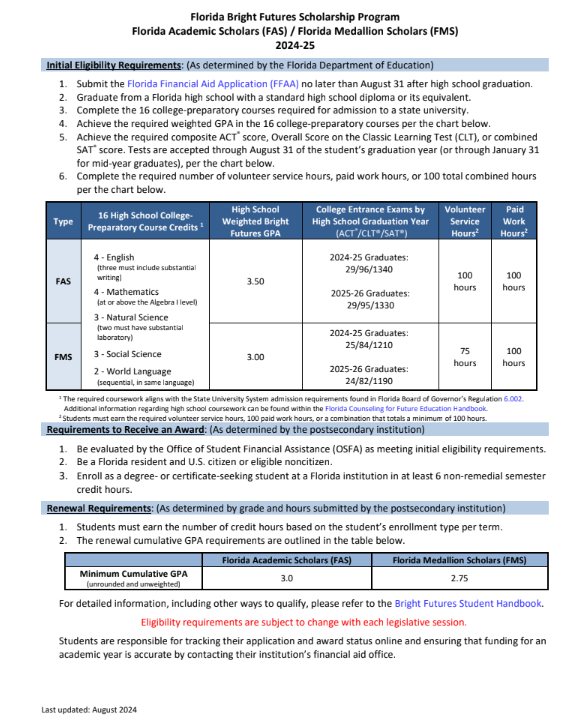 Florida Bright Futures Scholarship Program
Florida Academic Scholars (FAS) / Florida Medallion Scholars (FMS)
2024-25
Initial Eligibility Requirements: (As determined by the Florida Department of Education)
1. Submit the Florida Financial Aid Application (FFAA) no later than August 31 after high school graduation.
2. Graduate from a Florida high school with a standard high school diploma or its equivalent.
3. Complete the 16 college-preparatory courses required for admission to a state university.
4. Achieve the required weighted GPA in the 16 college-preparatory courses per the chart below.
5. Achieve the required composite ACT® score, Overall Score on the Classic Learning Test (CLT), or combined
SAT® score. Tests are accepted through August 31 of the student's graduation year (or through January 31
for mid-year graduates), per the chart below.
6. Complete the required number of volunteer service hours, paid work hours, or 100 total combined hours
per the chart below.
Type
16 High School College-
Preparatory Course Credits ¹
High School
Weighted Bright
Futures GPA
College Entrance Exams by
High School Graduation Year
(ACT®/CLT®/SAT®)
Volunteer
Service
Hours²
Paid
Work
Hours²
FAS
4 - English
(three must include substantial
writing)
4 - Mathematics
(at or above the Algebra I level)
3 - Natural Science
(two must have substantial
laboratory)
3 - Social Science
2 - World Language
(sequential, in same language)
3.50
2024-25 Graduates:
29/96/1340
2025-26 Graduates:
29/95/1330
100
hours
100
hours
FMS
3.00
2024-25 Graduates:
25/84/1210
2025-26 Graduates:
24/82/1190
75
hours
100
hours
¹ The required coursework aligns with the State University System admission requirements found in Florida Board of Governor's Regulation 6.002.
Additional information regarding high school coursework can be found within the Florida Counseling for Future Education Handbook.
² Students must earn the required volunteer service hours, 100 paid work hours, or a combination that totals a minimum of 100 hours.
Requirements to Receive an Award: (As determined by the postsecondary institution)
1. Be evaluated by the Office of Student Financial Assistance (OSFA) as meeting initial eligibility requirements.
2. Be a Florida resident and U.S. citizen or eligible noncitizen.
3. Enroll as a degree- or certificate-seeking student at a Florida institution in at least 6 non-remedial semester
credit hours.
Renewal Requirements: (As determined by grade and hours submitted by the postsecondary institution)
1. Students must earn the number of credit hours based on the student's enrollment type per term.
2. The renewal cumulative GPA requirements are outlined in the table below.
Florida Academic Scholars (FAS)
Florida Medallion Scholars (FMS)
Minimum Cumulative GPA
(unrounded and unweighted)
3.0
2.75
For detailed information, including other ways to qualify, please refer to the Bright Futures Student Handbook.
Eligibility requirements are subject to change with each legislative session.
Students are responsible for tracking their application and award status online and ensuring that funding for an
academic year is accurate by contacting their institution's financial aid office.
Last updated: August 2024